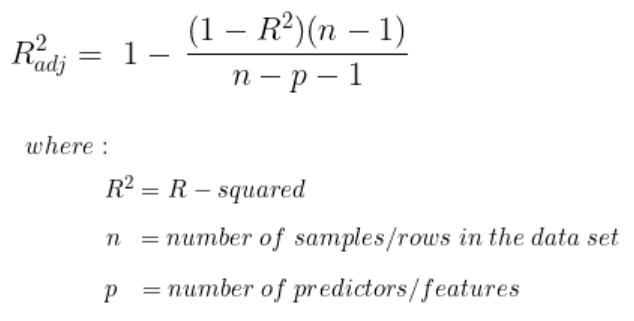 R²adj = 1 − (1 − R²)(n − 1) / n − p − 1
where :
R² = R − squared
n = number of samples/rows in the data set
p = number of predictors/features